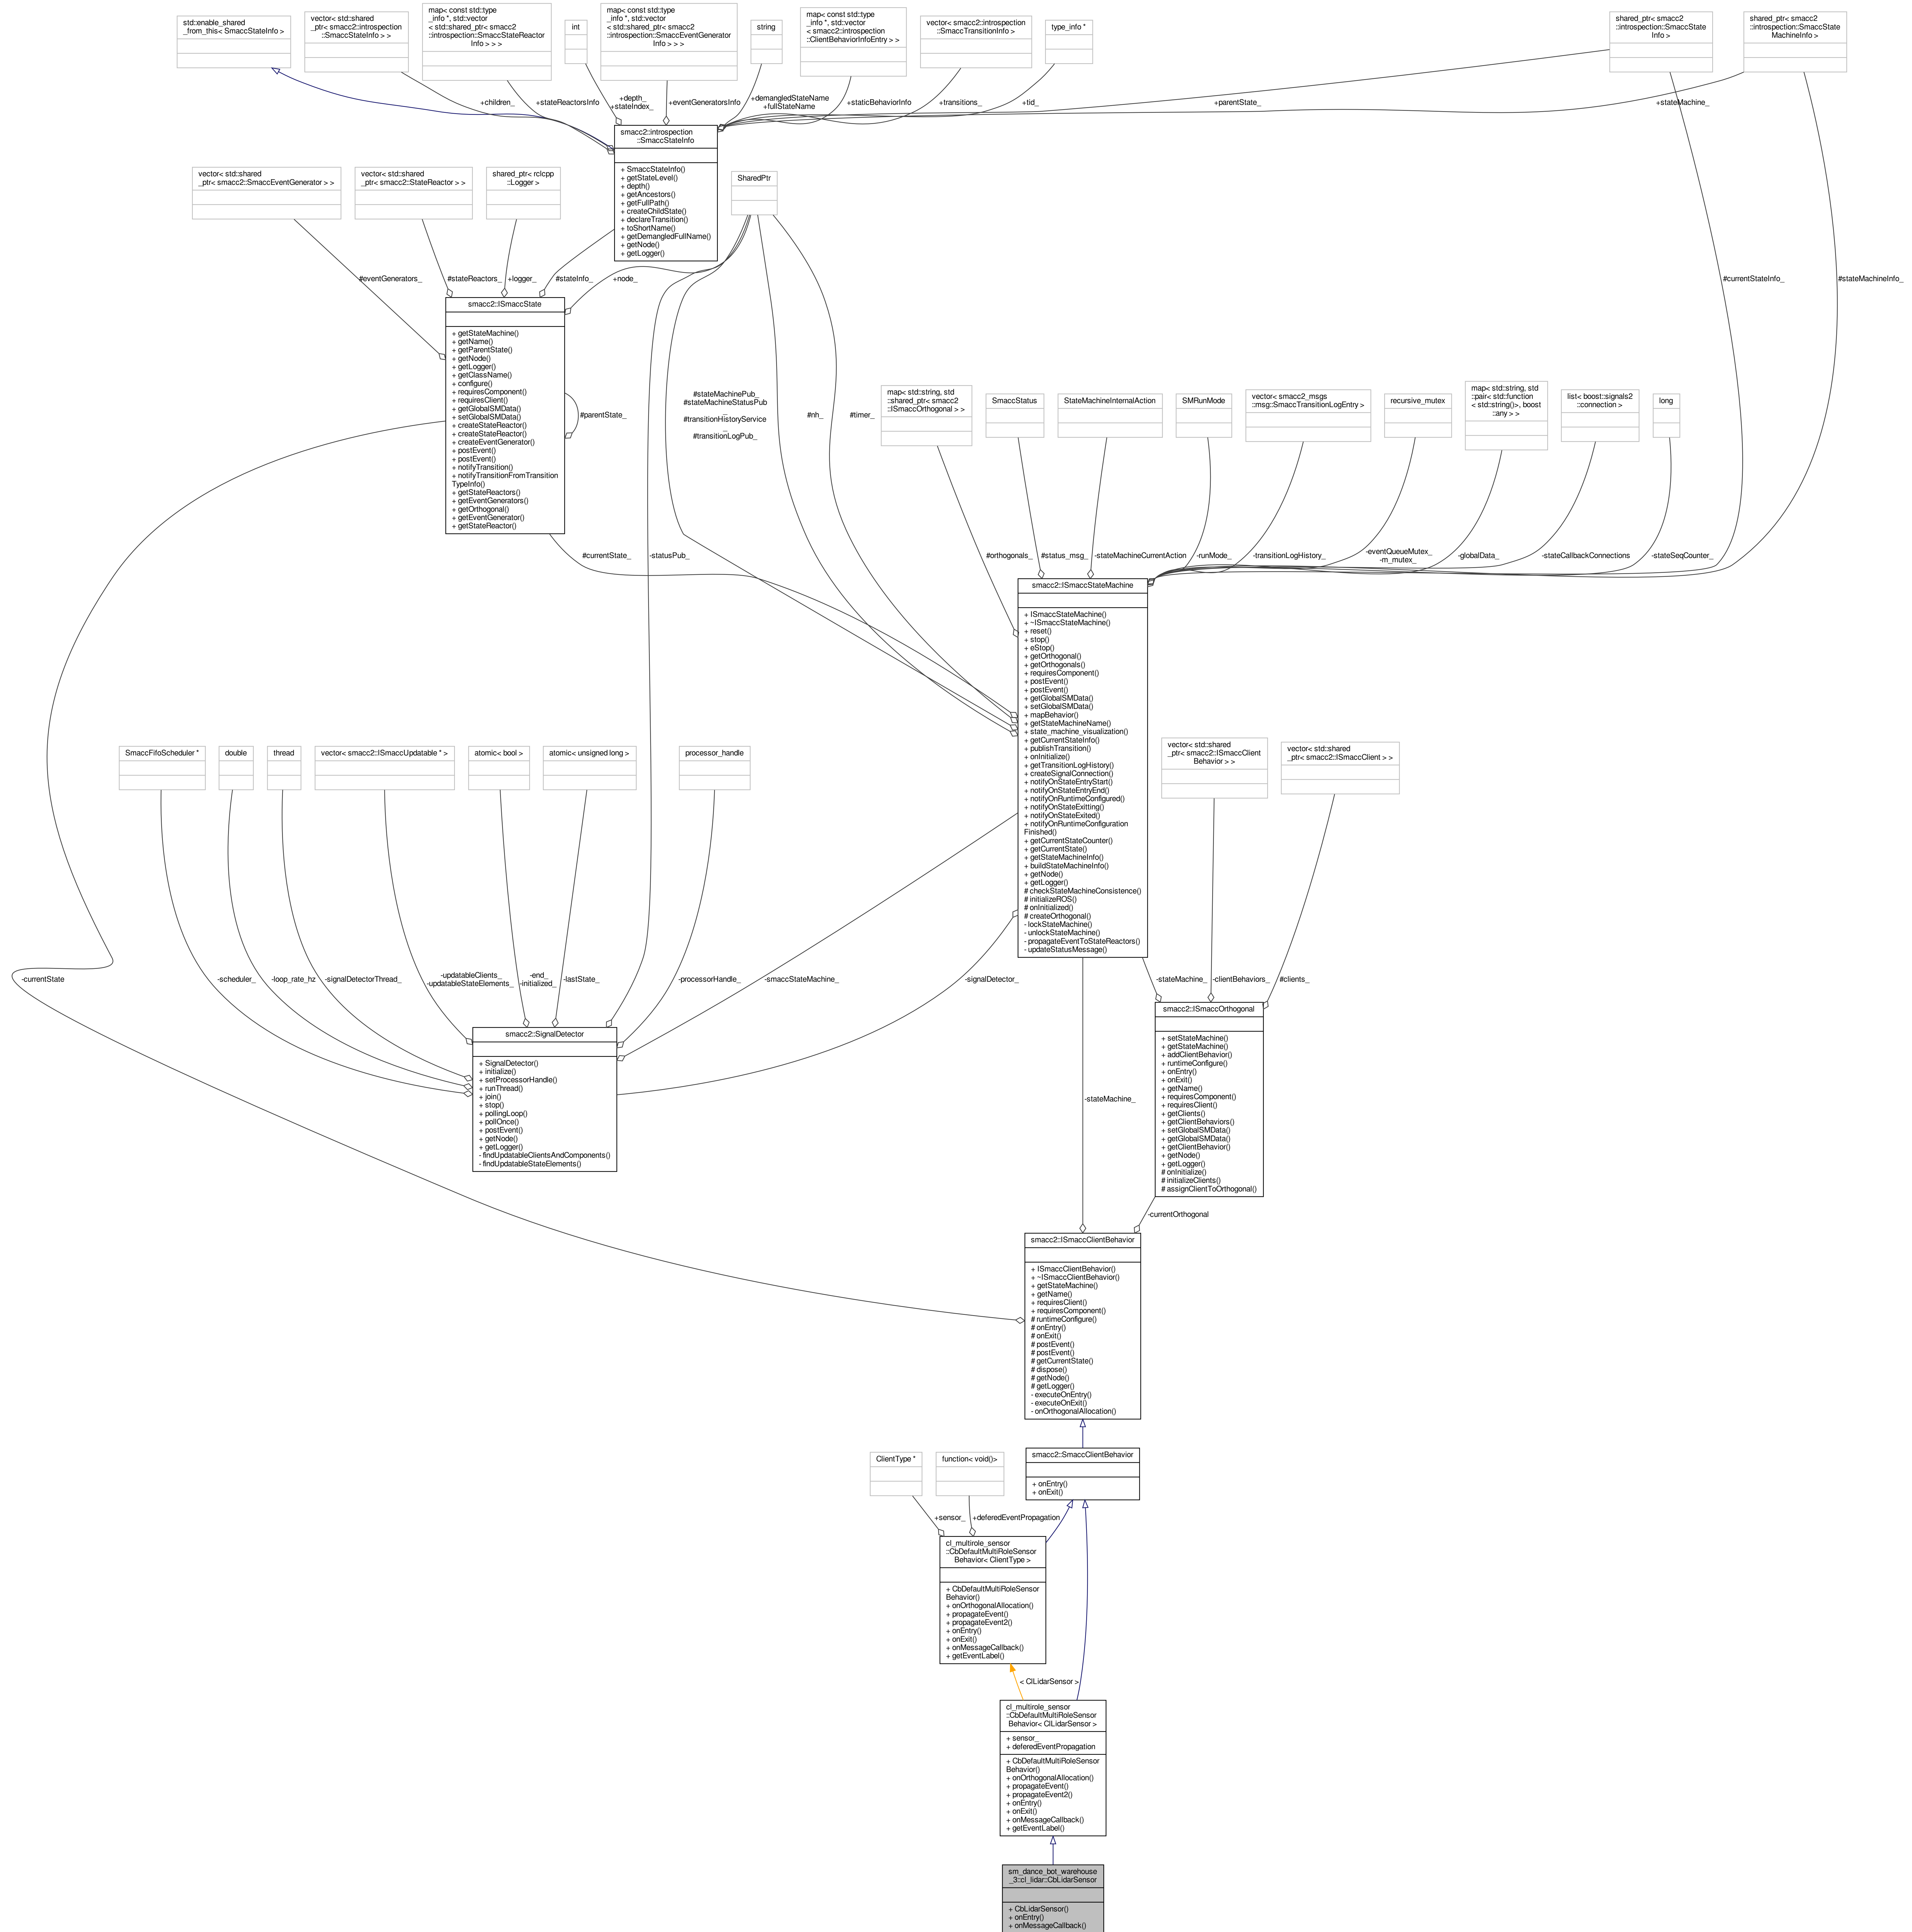 std::enable_shared
_from_this< SmaccStateInfo >
vector< std::shared
_ptr< smacc2::introspection
::SmaccStateInfo > >
map< const std::type
_info *, std::vector
< std::shared_ptr< smacc2
::introspection::SmaccStateReactor
Info > > >
int
map< const std::type
_info *, std::vector
< std::shared_ptr< smacc2
::introspection::SmaccEventGenerator
Info > > >
string
map< const std::type
_info *, std::vector
< smacc2::introspection
::ClientBehaviorInfoEntry > >
vector< smacc2::introspection
::SmaccTransitionInfo >
type_info *
shared_ptr< smacc2
::introspection::SmaccState
Info >
shared_ptr< smacc2
::introspection::SmaccState
MachineInfo >
+children_
+stateReactorsInfo
+depth_
+stateIndex_
+eventGeneratorsInfo
+demangledStateName
+fullStateName
+staticBehaviorInfo
+transitions_
+tid_
+parentState_
+stateMachine_
smacc2::introspection
::SmaccStateInfo
+ SmaccStateInfo()
+ getStateLevel()
+ depth()
+ getAncestors()
+ getFullPath()
+ createChildState()
+ declareTransition()
+ toShortName()
+ getDemangledFullName()
+ getNode()
+ getLogger()
vector< std::shared
_ptr< smacc2::SmaccEventGenerator > >
vector< std::shared
_ptr< smacc2::StateReactor > >
shared_ptr< rclcpp
::Logger >
SharedPtr
#eventGenerators_
#stateReactors_
+logger_
#stateInfo_
+node_
#currentStateInfo_
#stateMachineInfo_
smacc2::ISmaccState
+ getStateMachine()
+ getName()
+ getParentState()
+ getNode()
+ getLogger()
+ getClassName()
+ configure()
+ requiresComponent()
+ requiresClient()
+ getGlobalSMData()
+ setGlobalSMData()
+ createStateReactor()
+ createStateReactor()
+ createEventGenerator()
+ postEvent()
+ postEvent()
+ notifyTransition()
+ notifyTransitionFromTransition
TypeInfo()
+ getStateReactors()
+ getEventGenerators()
+ getOrthogonal()
+ getEventGenerator()
+ getStateReactor()
#parentState_
#stateMachinePub_
#stateMachineStatusPub
_
#transitionHistoryService
_
#transitionLogPub_
#nh_
#timer_
map< std::string, std
::shared_ptr< smacc2
::ISmaccOrthogonal > >
SmaccStatus
StateMachineInternalAction
SMRunMode
vector< smacc2_msgs
::msg::SmaccTransitionLogEntry >
recursive_mutex
map< std::string, std
::pair< std::function
< std::string()>, boost
::any > >
list< boost::signals2
::connection >
long
#currentState_
-statusPub_
#orthogonals_
#status_msg_
-stateMachineCurrentAction
-runMode_
-transitionLogHistory_
-eventQueueMutex_
-m_mutex_
-globalData_
-stateCallbackConnections
-stateSeqCounter_
smacc2::ISmaccStateMachine
+ ISmaccStateMachine()
+ ~ISmaccStateMachine()
+ reset()
+ stop()
+ eStop()
+ getOrthogonal()
+ getOrthogonals()
+ requiresComponent()
+ postEvent()
+ postEvent()
+ getGlobalSMData()
+ setGlobalSMData()
+ mapBehavior()
+ getStateMachineName()
+ state_machine_visualization()
+ getCurrentStateInfo()
+ publishTransition()
+ onInitialize()
+ getTransitionLogHistory()
+ createSignalConnection()
+ notifyOnStateEntryStart()
+ notifyOnStateEntryEnd()
+ notifyOnRuntimeConfigured()
+ notifyOnStateExitting()
+ notifyOnStateExited()
+ notifyOnRuntimeConfiguration
Finished()
+ getCurrentStateCounter()
+ getCurrentState()
+ getStateMachineInfo()
+ buildStateMachineInfo()
+ getNode()
+ getLogger()
# checkStateMachineConsistence()
# initializeROS()
# onInitialized()
# createOrthogonal()
- lockStateMachine()
- unlockStateMachine()
- propagateEventToStateReactors()
- updateStatusMessage()
SmaccFifoScheduler *
double
thread
vector< smacc2::ISmaccUpdatable * >
atomic< bool >
atomic< unsigned long >
processor_handle
vector< std::shared
_ptr< smacc2::ISmaccClient
Behavior > >
vector< std::shared
_ptr< smacc2::ISmaccClient > >
-currentState
-scheduler_
-loop_rate_hz
-signalDetectorThread_
-updatableClients_
-updatableStateElements_
-end_
-initialized_
-lastState_
-processorHandle_
-smaccStateMachine_
-signalDetector_
-stateMachine_
-clientBehaviors_
#clients_
smacc2::SignalDetector
+ SignalDetector()
+ initialize()
+ setProcessorHandle()
+ runThread()
+ join()
+ stop()
+ pollingLoop()
+ pollOnce()
+ postEvent()
+ getNode()
+ getLogger()
- findUpdatableClientsAndComponents()
- findUpdatableStateElements()
smacc2::ISmaccOrthogonal
+ setStateMachine()
+ getStateMachine()
+ addClientBehavior()
+ runtimeConfigure()
+ onEntry()
+ onExit()
+ getName()
+ requiresComponent()
+ requiresClient()
+ getClients()
+ getClientBehaviors()
+ setGlobalSMData()
+ getGlobalSMData()
+ getClientBehavior()
+ getNode()
+ getLogger()
# onInitialize()
# initializeClients()
# assignClientToOrthogonal()
-stateMachine_
-currentOrthogonal
smacc2::ISmaccClientBehavior
+ ISmaccClientBehavior()
+ ~ISmaccClientBehavior()
+ getStateMachine()
+ getName()
+ requiresClient()
+ requiresComponent()
# runtimeConfigure()
# onEntry()
# onExit()
# postEvent()
# postEvent()
# getCurrentState()
# dispose()
# getNode()
# getLogger()
- executeOnEntry()
- executeOnExit()
- onOrthogonalAllocation()
ClientType *
function< void()>
smacc2::SmaccClientBehavior
+ onEntry()
+ onExit()
+sensor_
+deferedEventPropagation
cl_multirole_sensor
::CbDefaultMultiRoleSensor
Behavior< ClientType >
+ CbDefaultMultiRoleSensor
Behavior()
+ onOrthogonalAllocation()
+ propagateEvent()
+ propagateEvent2()
+ onEntry()
+ onExit()
+ onMessageCallback()
+ getEventLabel()
< ClLidarSensor >
cl_multirole_sensor
::CbDefaultMultiRoleSensor
Behavior< ClLidarSensor >
+ sensor_
+ deferedEventPropagation
+ CbDefaultMultiRoleSensor
Behavior()
+ onOrthogonalAllocation()
+ propagateEvent()
+ propagateEvent2()
+ onEntry()
+ onExit()
+ onMessageCallback()
+ getEventLabel()
sm_dance_bot_warehouse
_3::cl_lidar::CbLidarSensor
+ CbLidarSensor()
+ onEntry()
+ onMessageCallback()